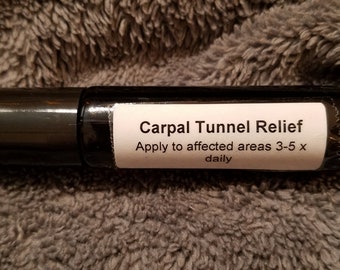 Carpal Tunnel Relief
Apply to affected areas 3-5 x
daily